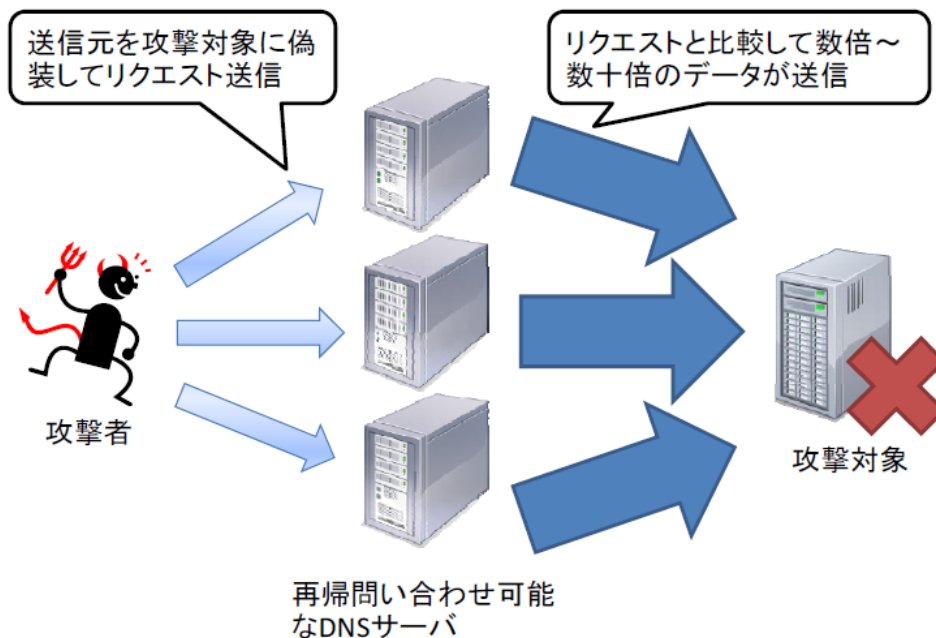 送信元を攻撃対象に偽
装してリクエスト送信
リクエストと比較して数倍～
数十倍のデータが送信
攻撃者
攻撃対象
再帰問い合わせ可能
なDNSサーバ